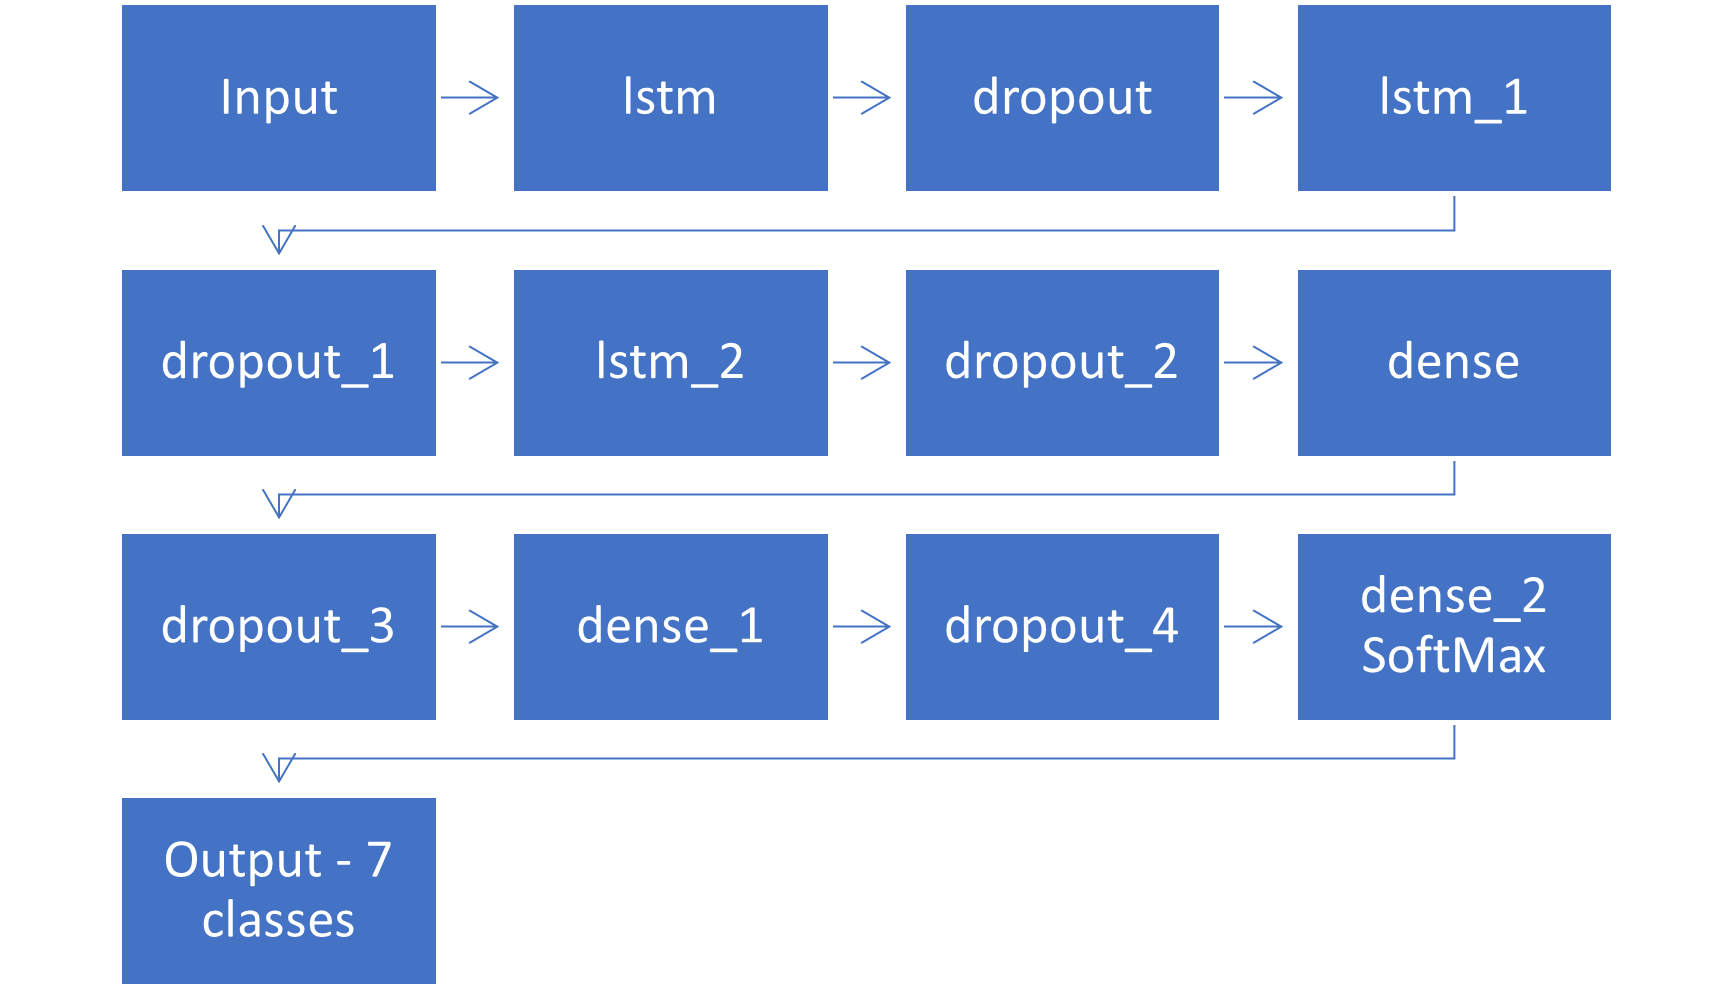 Input
lstm
dropout
lstm_1
dropout_1
lstm_2
dropout_2
dense
dropout_3
dense_1
dropout_4
dense_2
SoftMax
Output - 7
classes